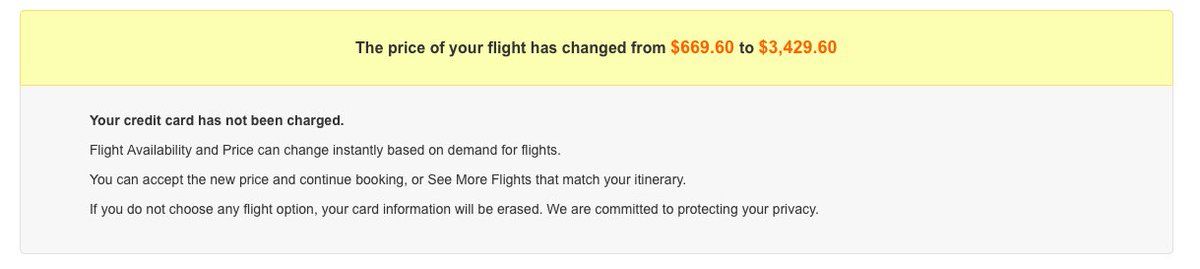 The price of your flight has changed from $669.60 to $3,429.60
Your credit card has not been charged.
Flight Availability and Price can change instantly based on demand for flights.
You can accept the new price and continue booking, or See More Flights that match your itinerary.
If you do not choose any flight option, your card information will be erased. We are committed to protecting your privacy.